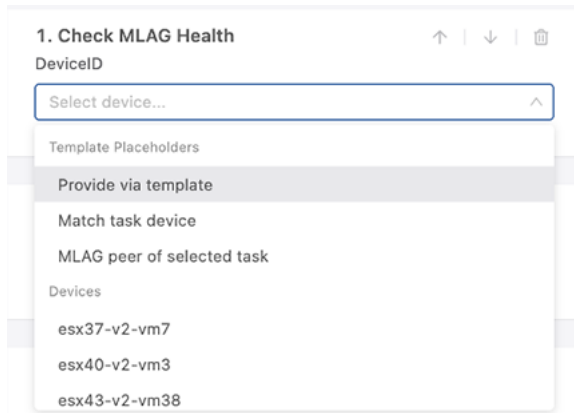 1. Check MLAG Health
DeviceID
Select device...
Template Placeholders
Provide via template
Match task device
MLAG peer of selected task
Devices
esx37-v2-vm7
esx40-v2-vm3
esx43-v2-vm38